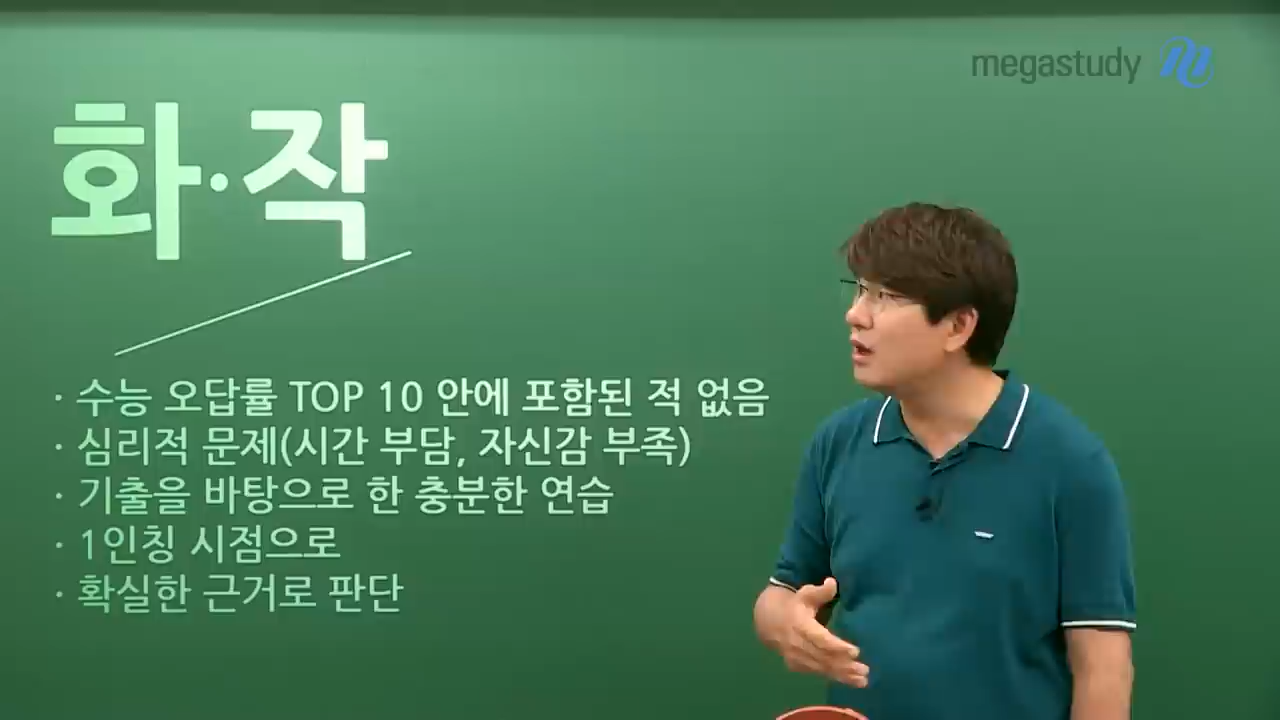 megastudy
화·작
· 수능 오답률 TOP 10 안에 포함된 적 없음
· 심리적 문제(시간 부담, 자신감 부족)
· 기출을 바탕으로 한 충분한 연습
· 1인칭 시점으로
· 확실한 근거로 판단